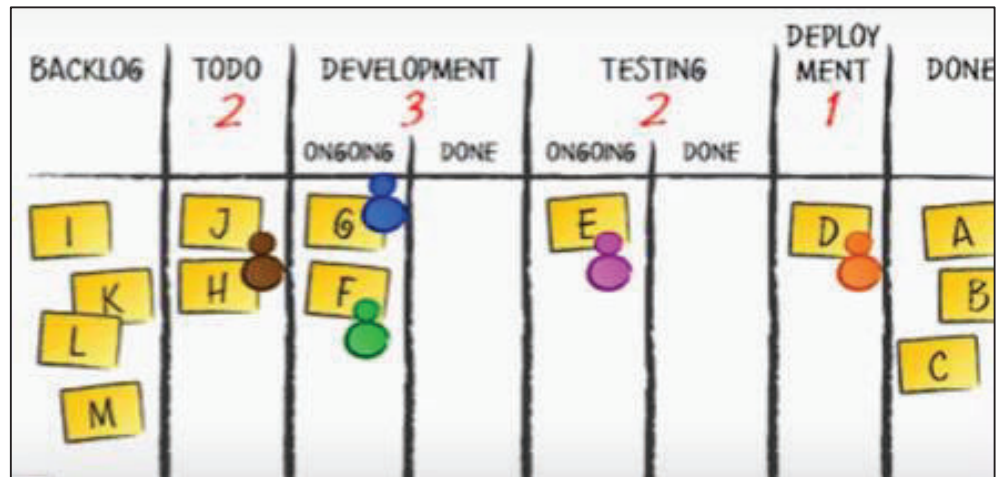 BACKLOG
TODO
2
DEVELOPMENT
3
TESTING
2
DEPLOY
MENT
1
DONE
ONGOING
DONE
ONGOING
DONE
I
K
L
M
J
H
G
F
E
D
A
B
C